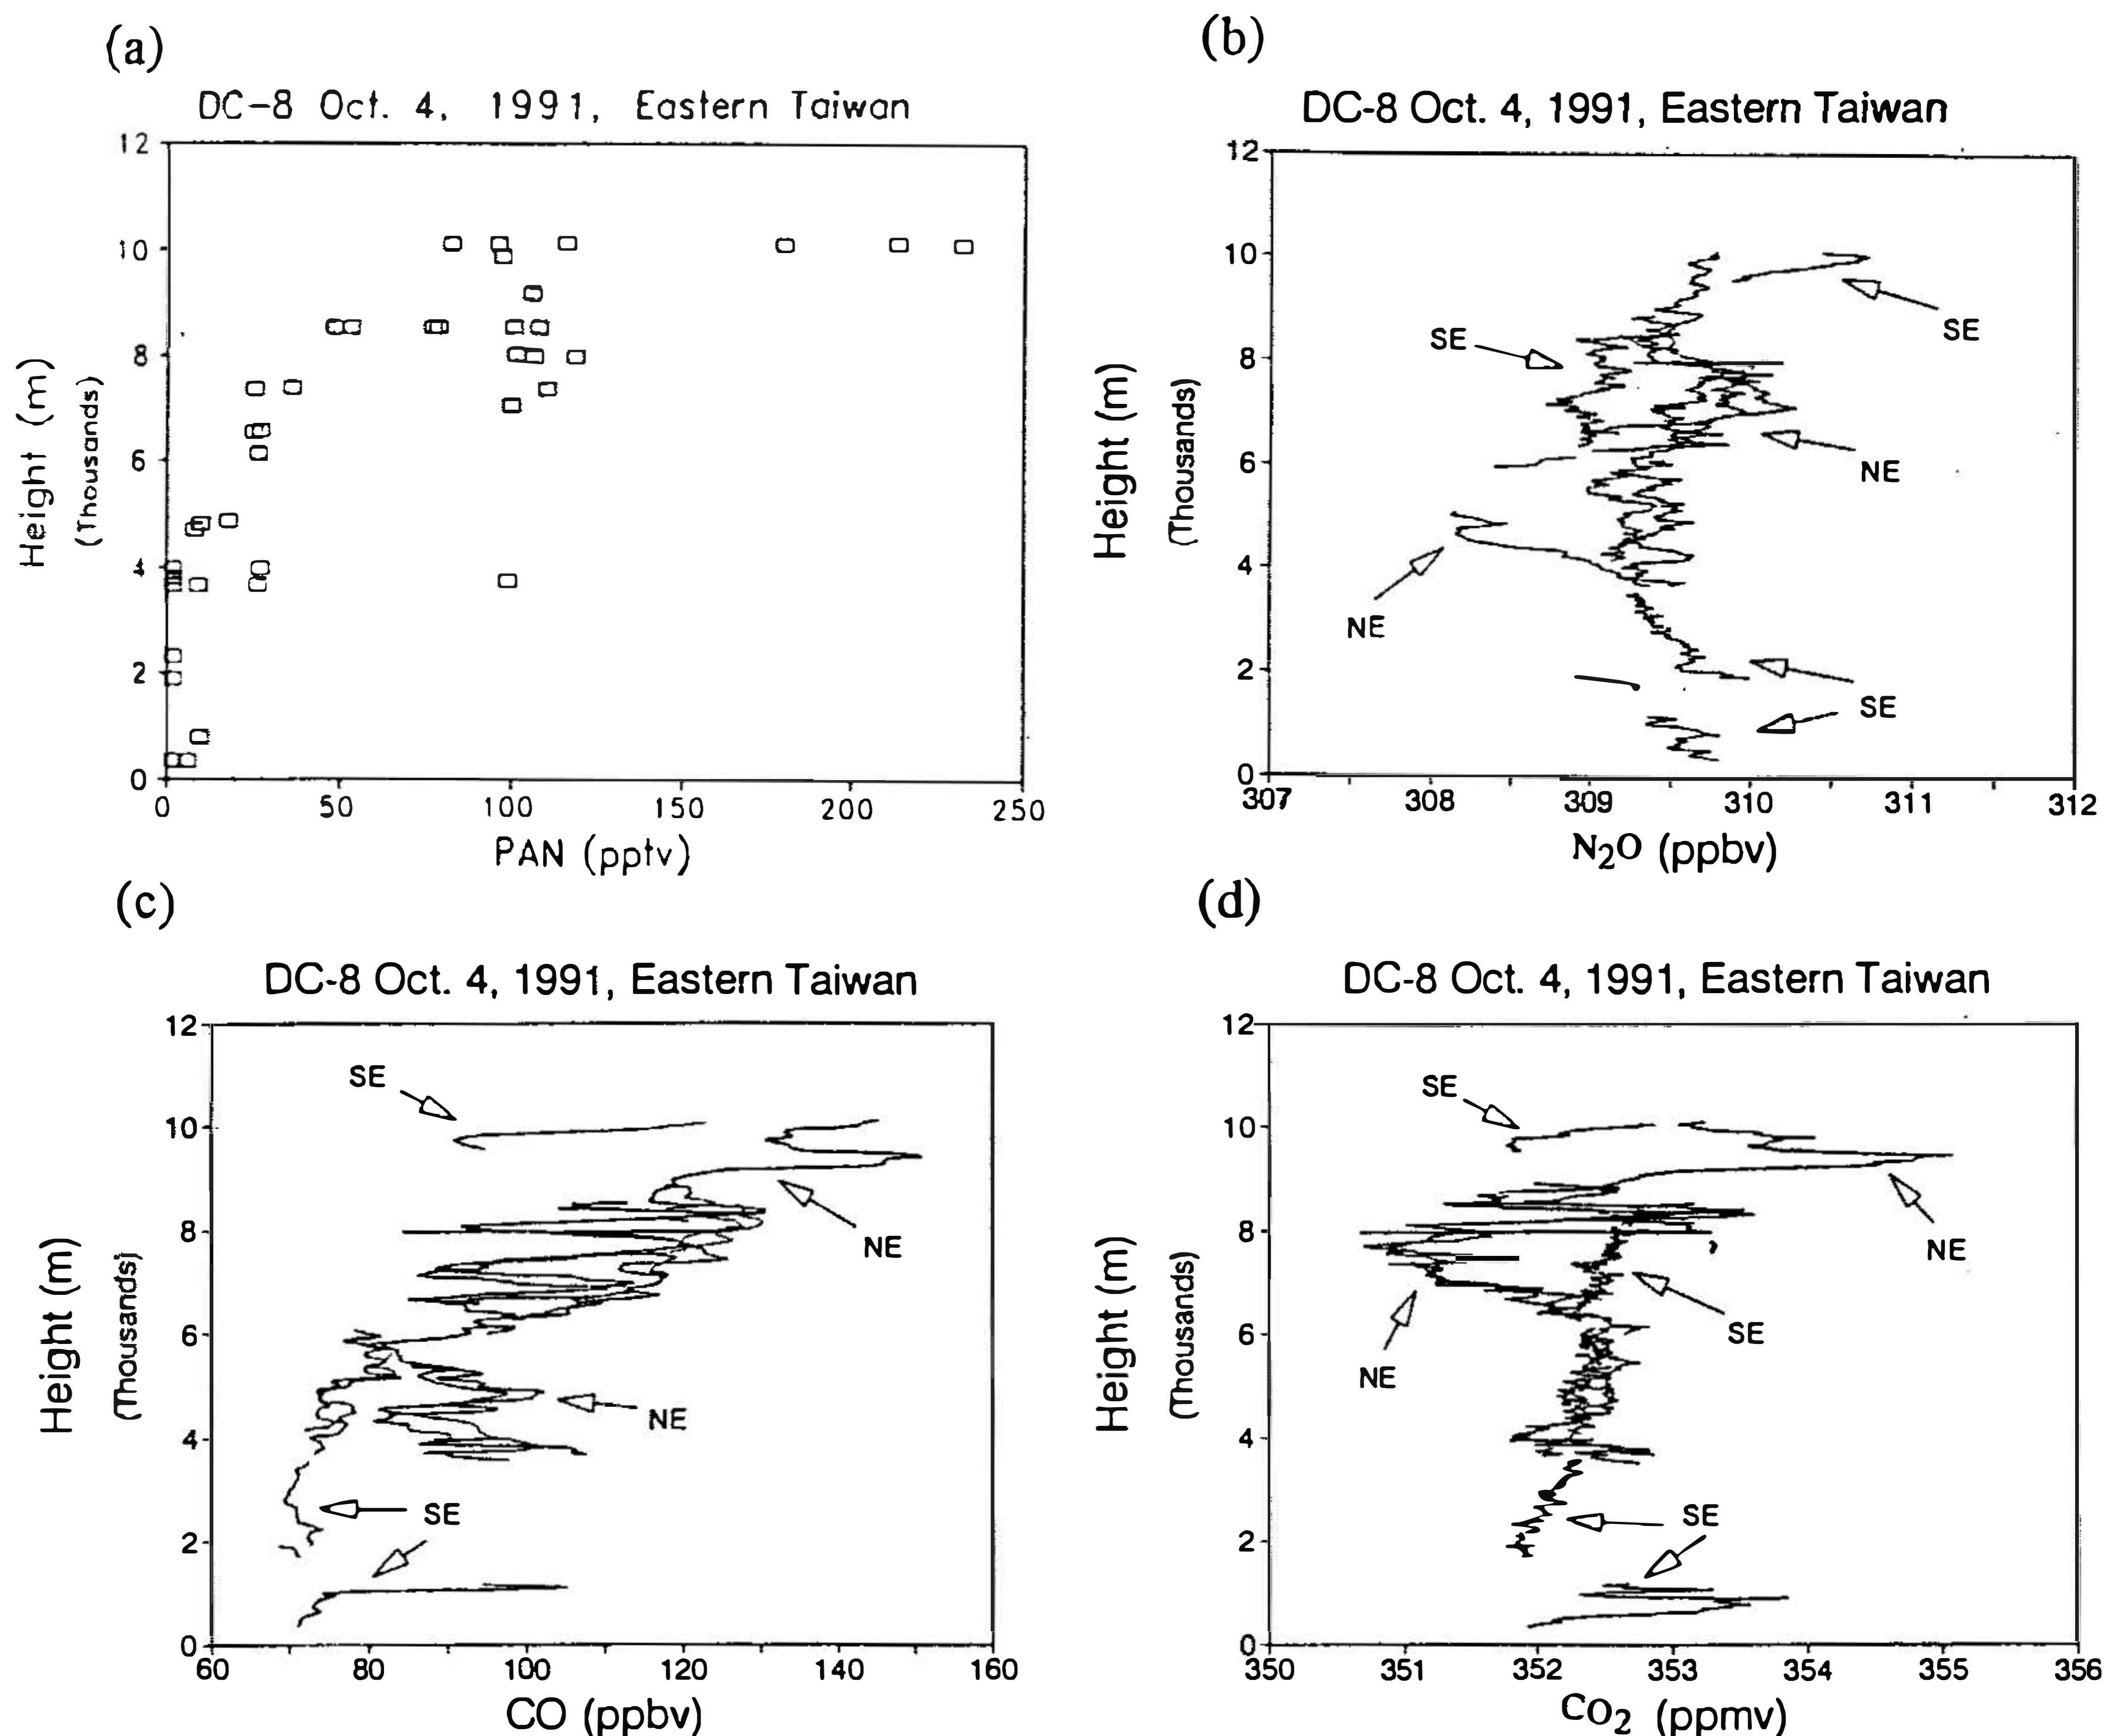 (a)
DC-8 Oct. 4, 1991, Eastern Taiwan
12
10
8
6
4
2
0
Height (m)
(Thousands)
0 50 100 150 200 250
PAN (pptv)
(b)
DC-8 Oct. 4, 1991, Eastern Taiwan
12
10
8
6
4
2
0
Height (m)
(Thousands)
SE
SE
NE
NE
SE
307 308 309 310 311 312
N2O (ppbv)
(c)
DC-8 Oct. 4, 1991, Eastern Taiwan
12
10
8
6
4
2
0
Height (m)
(Thousands)
SE
NE
NE
SE
60 80 100 120 140 160
CO (ppbv)
(d)
DC-8 Oct. 4, 1991, Eastern Taiwan
12
10
8
6
4
2
0
Height (m)
(Thousands)
SE
NE
SE
NE
SE
350 351 352 353 354 355 356
CO2 (ppmv)